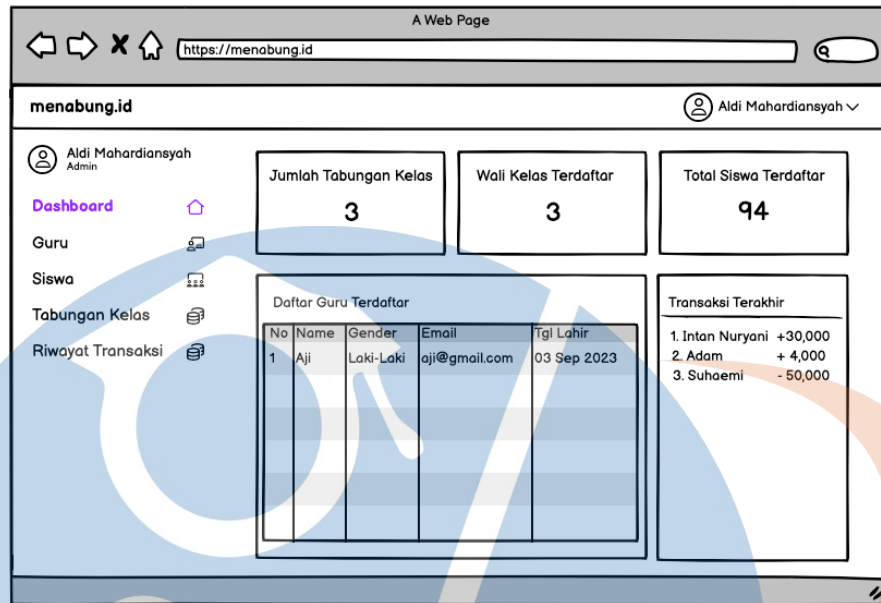 A Web Page
https://menabung.id
menabung.id
Aldi Mahardiansyah
Aldi Mahardiansyah
Admin
Dashboard
Guru
Siswa
Tabungan Kelas
Riwayat Transaksi
Jumlah Tabungan Kelas
3
Wali Kelas Terdaftar
3
Total Siswa Terdaftar
94
Daftar Guru Terdaftar
No Name Gender Email Tgl Lahir
1 Aji Laki-Laki aji@gmail.com 03 Sep 2023
Transaksi Terakhir
1. Intan Nuryani +30,000
2. Adam + 4,000
3. Suhaemi - 50,000